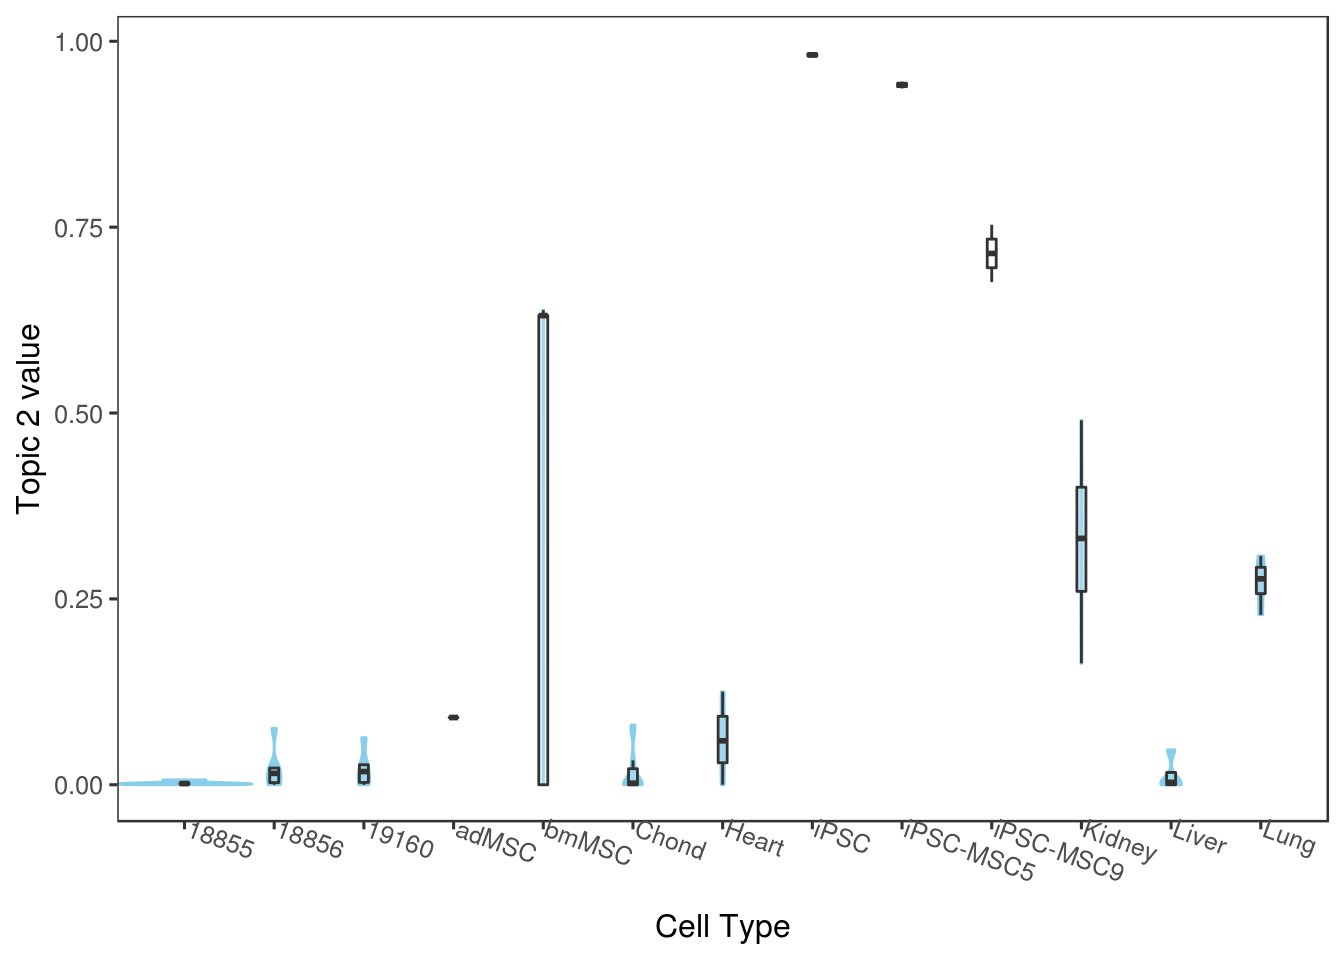 1.00
0.75
0.50
0.25
0.00
Topic 2 value
18855
18856
19160
adMSC
bmMSC
Chond
Heart
iPSC
iPSC-MSC5
iPSC-MSC9
Kidney
Liver
Lung
Cell Type